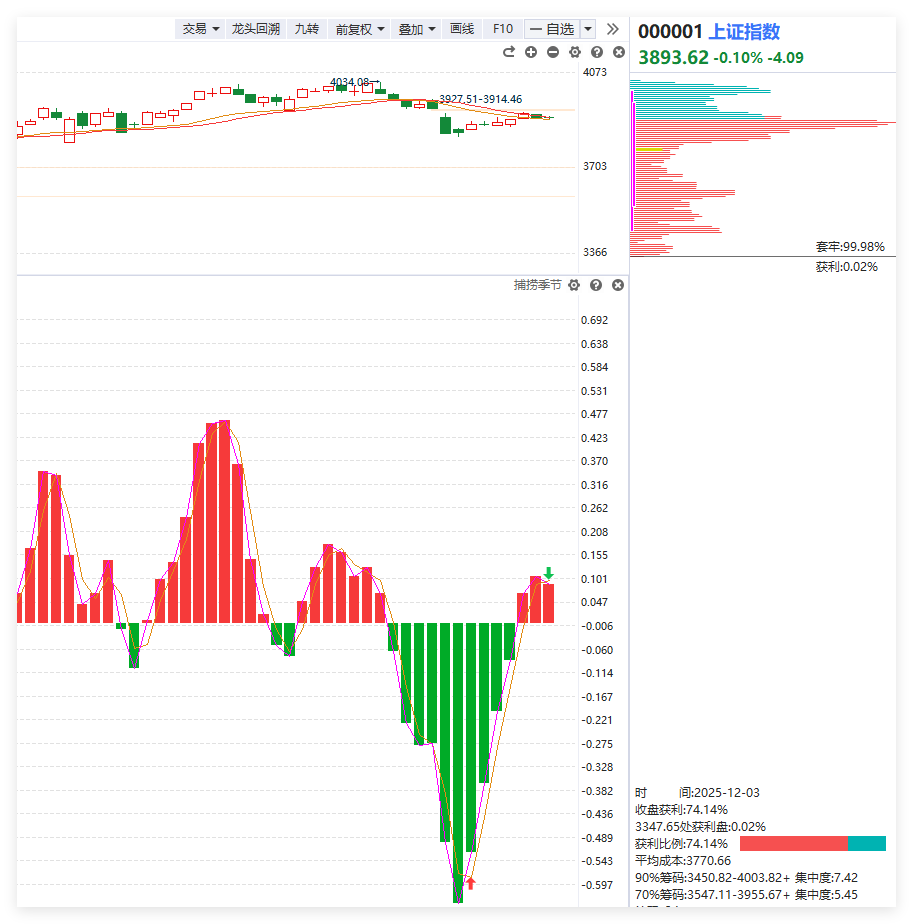 交易 龙头回溯 九转 前复权 叠加 画线 F10 一 自选
000001 上证指数
3893.62 -0.10% -4.09
4073
4034.08
3927.51-3914.46
3703
3366
套牢:99.98%
获利:0.02%
捕捞季节
0.692
0.638
0.584
0.531
0.477
0.423
0.370
0.316
0.262
0.208
0.155
0.101
0.047
-0.006
-0.060
-0.114
-0.167
-0.221
-0.275
-0.328
-0.382
-0.436
-0.489
-0.543
-0.597
时 间:2025-12-03
收盘获利:74.14%
3347.65处获利盘:0.02%
获利比例:74.14%
平均成本:3770.66
90%筹码:3450.82-4003.82+ 集中度:7.42
70%筹码:3547.11-3955.67+ 集中度:5.45